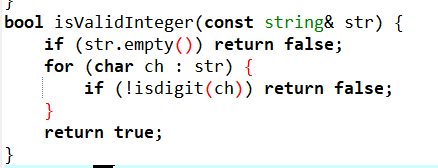 }
bool isValidInteger(const string& str) {
    if (str.empty()) return false;
    for (char ch : str) {
        if (!isdigit(ch)) return false;
    }
    return true;
}